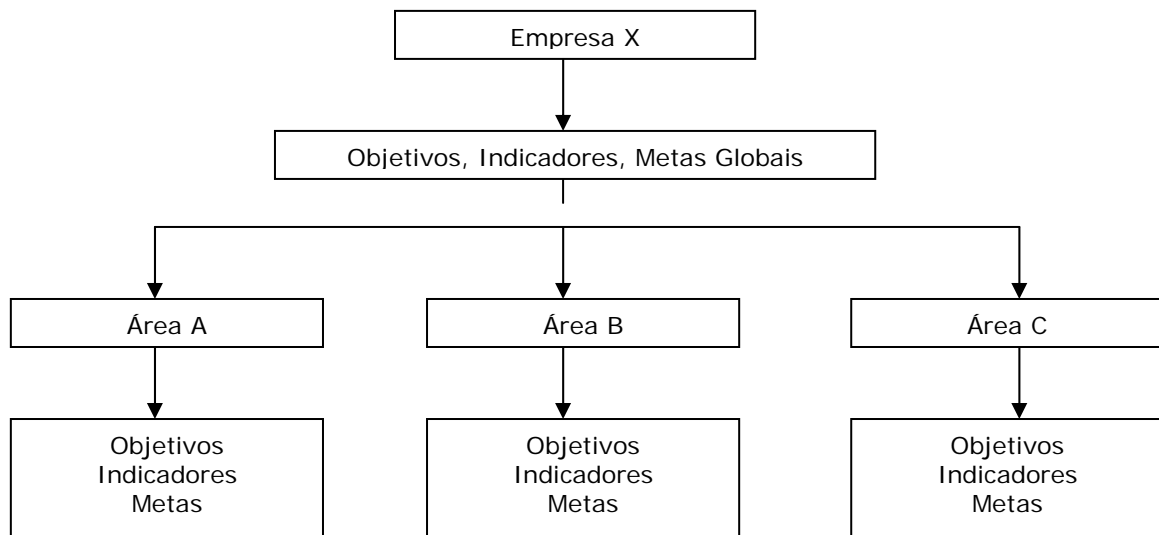 Empresa X
Objetivos, Indicadores, Metas Globais
Área A
Área B
Área C
Objetivos
Indicadores
Metas
Objetivos
Indicadores
Metas
Objetivos
Indicadores
Metas